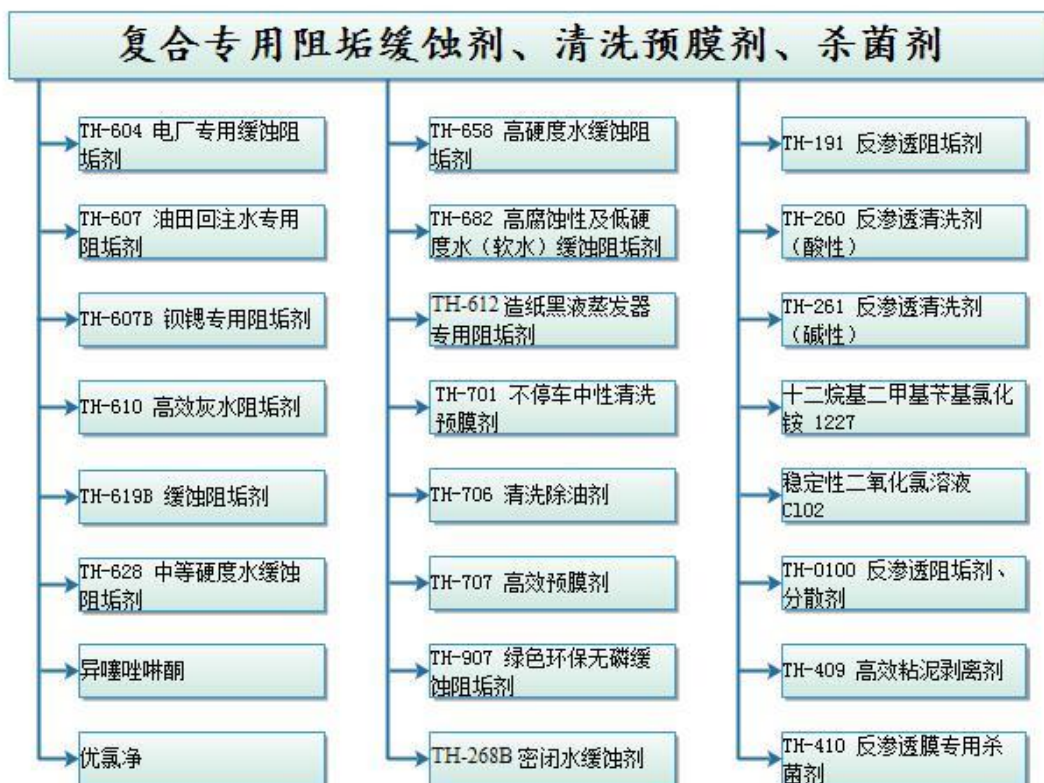 复合专用阻垢缓蚀剂、清洗预膜剂、杀菌剂
TH-604 电厂专用缓蚀阻
垢剂
TH-607 油田回注水专用
阻垢剂
TH-607B 钡锶专用阻垢剂
TH-610 高效灰水阻垢剂
TH-619B 缓蚀阻垢剂
TH-628 中等硬度水缓蚀
阻垢剂
异噻唑啉酮
优氯净
TH-658 高硬度水缓蚀阻
垢剂
TH-682 高腐蚀性及低硬
度水（软水）缓蚀阻垢剂
TH-612 造纸黑液蒸发器
专用阻垢剂
TH-701 不停车中性清洗
预膜剂
TH-706 清洗除油剂
TH-707 高效预膜剂
TH-907 绿色环保无磷缓
蚀阻垢剂
TH-268B 密闭水缓蚀剂
TH-191 反渗透阻垢剂
TH-260 反渗透清洗剂
（酸性）
TH-261 反渗透清洗剂
（碱性）
十二烷基二甲基苄基氯化
铵 1227
稳定性二氧化氯溶液
ClO2
TH-0100 反渗透阻垢剂、
分散剂
TH-409 高效粘泥剥离剂
TH-410 反渗透膜专用杀
菌剂